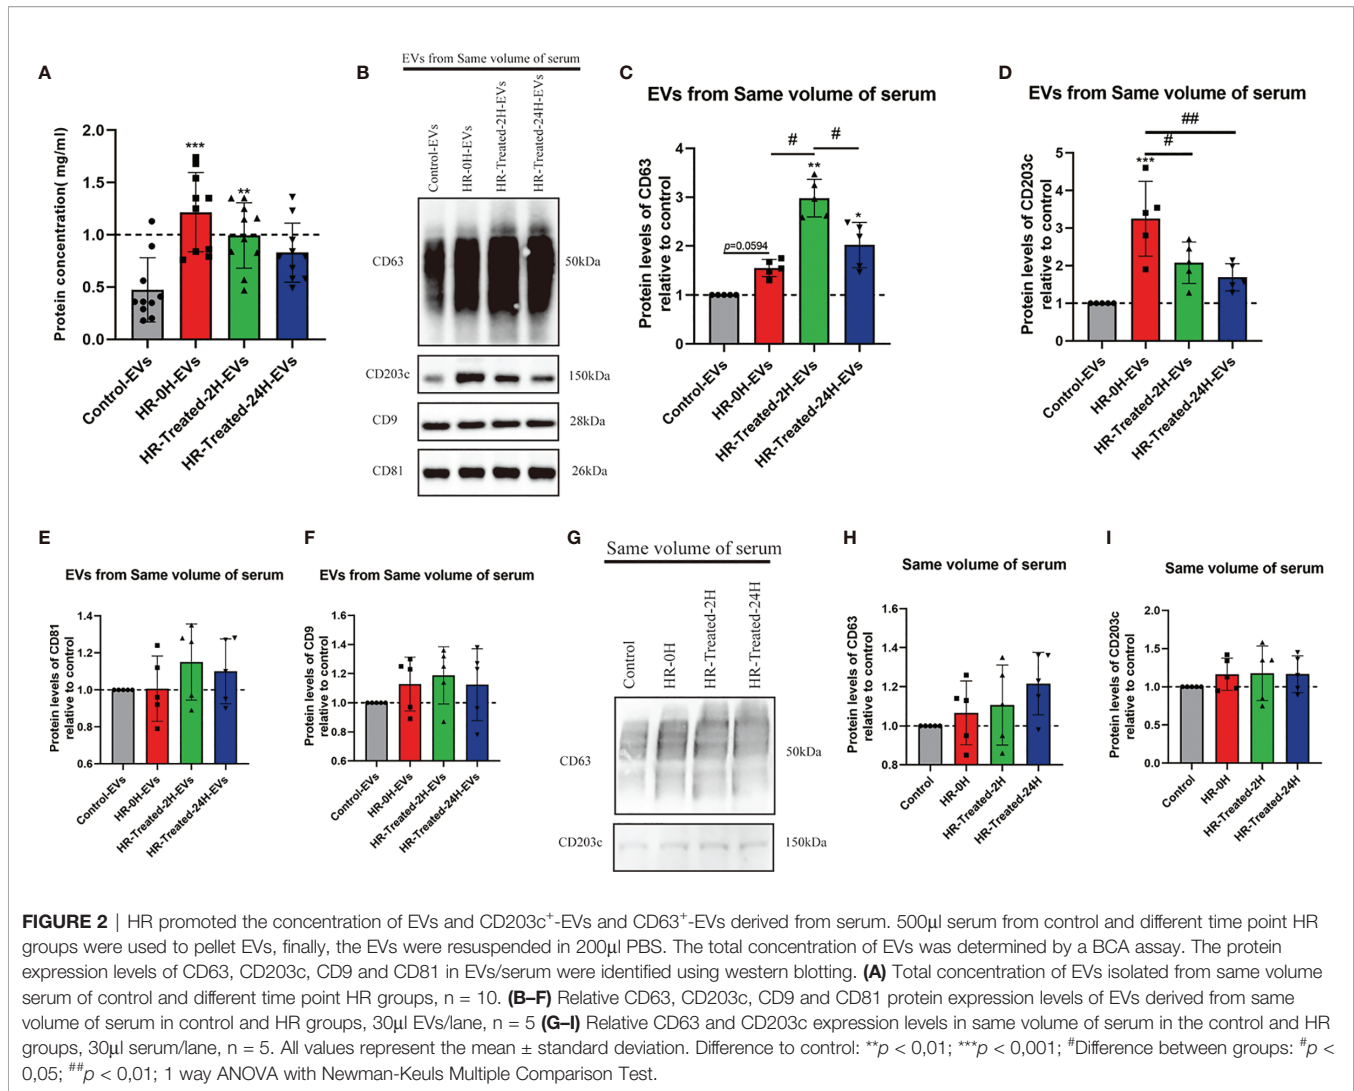 A
Protein concentration( mg/ml)
2.0
1.5
1.0
0.5
0.0
***
**
Control-EVs
HR-0H-EVs
HR-Treated-2H-EVs
HR-Treated-24H-EVs
B
EVs from Same volume of serum
Control-EVs
HR-0H-EVs
HR-Treated-2H-EVs
HR-Treated-24H-EVs
CD63
50kDa
CD203c
150kDa
CD9
28kDa
CD81
26kDa
C
EVs from Same volume of serum
Protein levels of CD63
relative to control
4
3
2
1
0
p=0.0594
#
#
**
*
Control-EVs
HR-0H-EVs
HR-Treated-2H-EVs
HR-Treated-24H-EVs
D
EVs from Same volume of serum
Protein levels of CD203c
relative to control
5
4
3
2
1
0
##
#
***
Control-EVs
HR-0H-EVs
HR-Treated-2H-EVs
HR-Treated-24H-EVs
E
EVs from Same volume of serum
Protein levels of CD81
relative to control
1.4
1.2
1.0
0.8
0.6
Control-EVs
HR-0H-EVs
HR-Treated-2H-EVs
HR-Treated-24H-EVs
F
EVs from Same volume of serum
Protein levels of CD9
relative to control
1.6
1.4
1.2
1.0
0.8
0.6
Control-EVs
HR-0H-EVs
HR-Treated-2H-EVs
HR-Treated-24H-EVs
G
Same volume of serum
Control
HR-0H
HR-Treated-2H
HR-Treated-24H
CD63
50kDa
CD203c
150kDa
H
Same volume of serum
Protein levels of CD63
relative to control
1.6
1.4
1.2
1.0
0.8
Control
HR-0H
HR-Treated-2H
HR-Treated-24H
I
Same volume of serum
Protein levels of CD203c
relative to control
2.0
1.5
1.0
0.5
0.0
Control
HR-0H
HR-Treated-2H
HR-Treated-24H
FIGURE 2 | HR promoted the concentration of EVs and CD203c⁺-EVs and CD63⁺-EVs derived from serum. 500μl serum from control and different time point HR
groups were used to pellet EVs, finally, the EVs were resuspended in 200μl PBS. The total concentration of EVs was determined by a BCA assay. The protein
expression levels of CD63, CD203c, CD9 and CD81 in EVs/serum were identified using western blotting. (A) Total concentration of EVs isolated from same volume
serum of control and different time point HR groups, n = 10. (B–F) Relative CD63, CD203c, CD9 and CD81 protein expression levels of EVs derived from same
volume of serum in control and HR groups, 30μl EVs/lane, n = 5 (G–I) Relative CD63 and CD203c expression levels in same volume of serum in the control and HR
groups, 30μl serum/lane, n = 5. All values represent the mean ± standard deviation. Difference to control: **p < 0,01; ***p < 0,001; #Difference between groups: #p <
0,05; ##p < 0,01; 1 way ANOVA with Newman-Keuls Multiple Comparison Test.